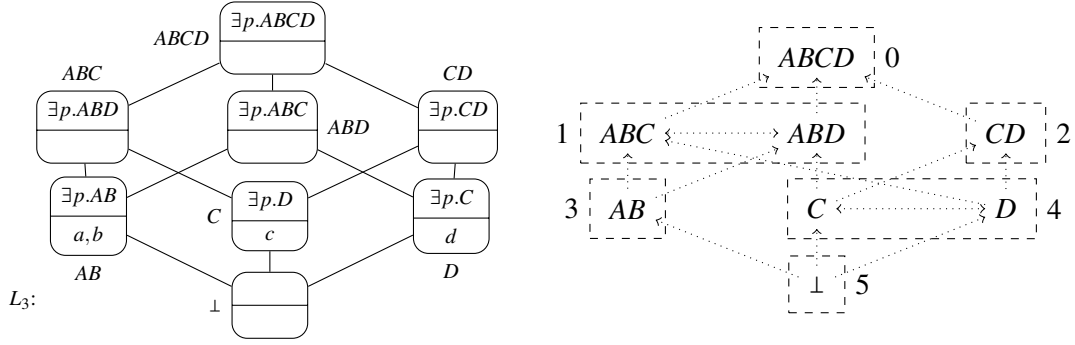 ∃p.ABCD
ABCD
ABC
CD
∃p.ABD
∃p.ABC
∃p.CD
ABD
∃p.AB
∃p.D
∃p.C
C
a,b
c
d
AB
D
L₃:
⊥
ABCD 0
1 ABC ABD CD 2
3 AB C D 4
⊥ 5